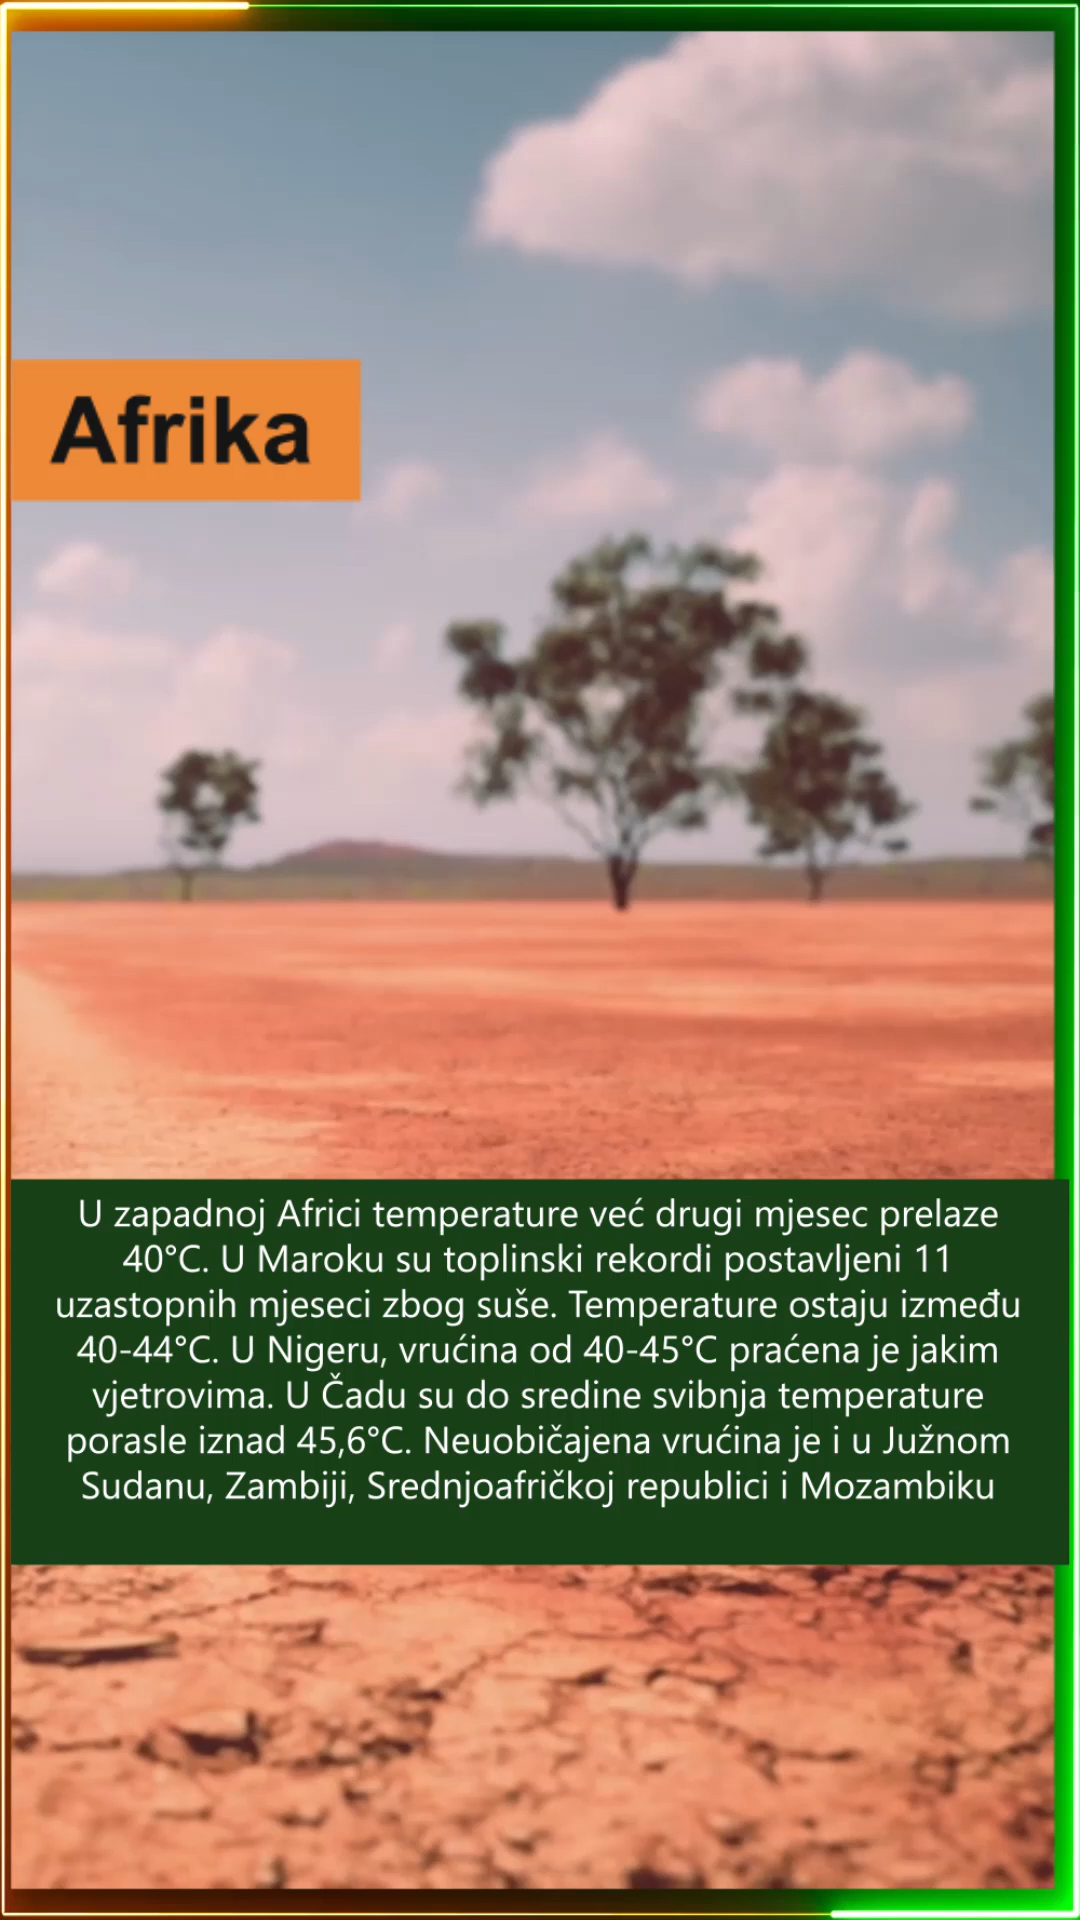 Afrika
U zapadnoj Africi temperature već drugi mjesec prelaze
40°C. U Maroku su toplinski rekordi postavljeni 11
uzastopnih mjeseci zbog suše. Temperature ostaju između
40-44°C. U Nigeru, vrućina od 40-45°C praćena je jakim
vjetrovima. U Čadu su do sredine svibnja temperature
porasle iznad 45,6°C. Neuobičajena vrućina je i u Južnom
Sudanu, Zambiji, Srednjoafričkoj republici i Mozambiku